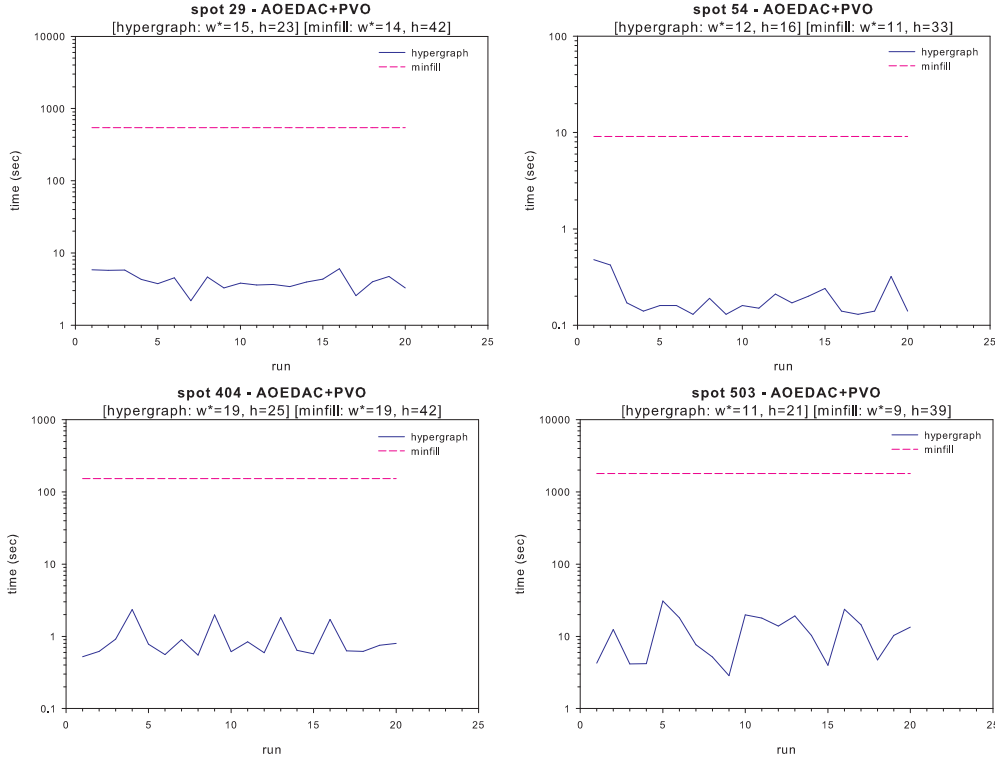 spot 29 - AOEDAC+PVO
[hypergraph: w*=15, h=23] [minfill: w*=14, h=42]
10000
1000
100
10
1
time (sec)
hypergraph
minfill
0 5 10 15 20 25
run
spot 54 - AOEDAC+PVO
[hypergraph: w*=12, h=16] [minfill: w*=11, h=33]
100
10
1
0.1
time (sec)
hypergraph
minfill
0 5 10 15 20 25
run
spot 404 - AOEDAC+PVO
[hypergraph: w*=19, h=25] [minfill: w*=19, h=42]
1000
100
10
1
0.1
time (sec)
hypergraph
minfill
0 5 10 15 20 25
run
spot 503 - AOEDAC+PVO
[hypergraph: w*=11, h=21] [minfill: w*=9, h=39]
10000
1000
100
10
1
time (sec)
hypergraph
minfill
0 5 10 15 20 25
run